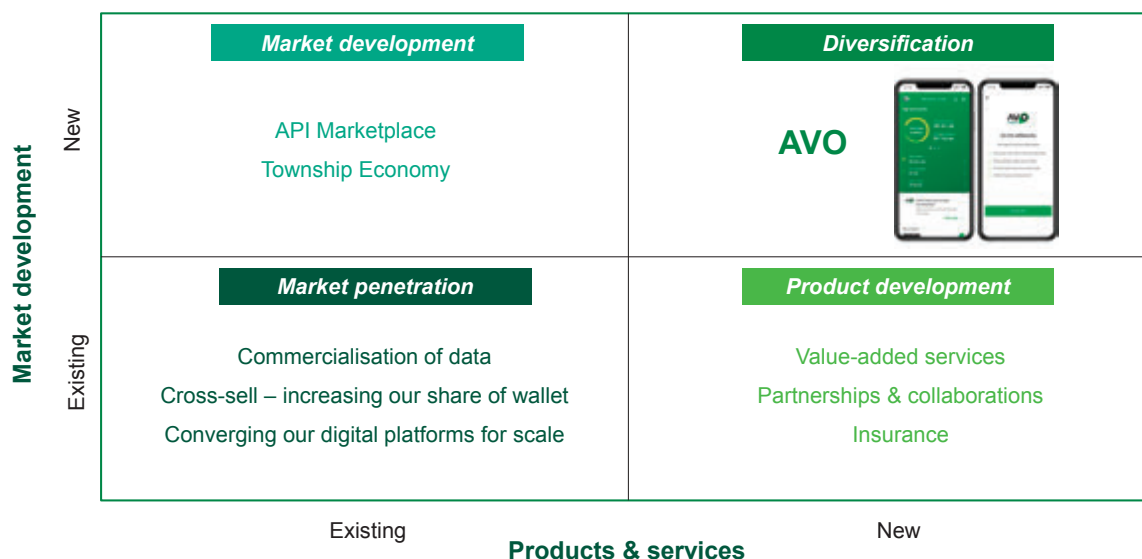 Market development
Diversification
API Marketplace
Township Economy
AVO
AVO
Market penetration
Product development
Commercialisation of data
Cross-sell – increasing our share of wallet
Converging our digital platforms for scale
Value-added services
Partnerships & collaborations
Insurance
Market development
New
Existing
Existing
New
Products & services